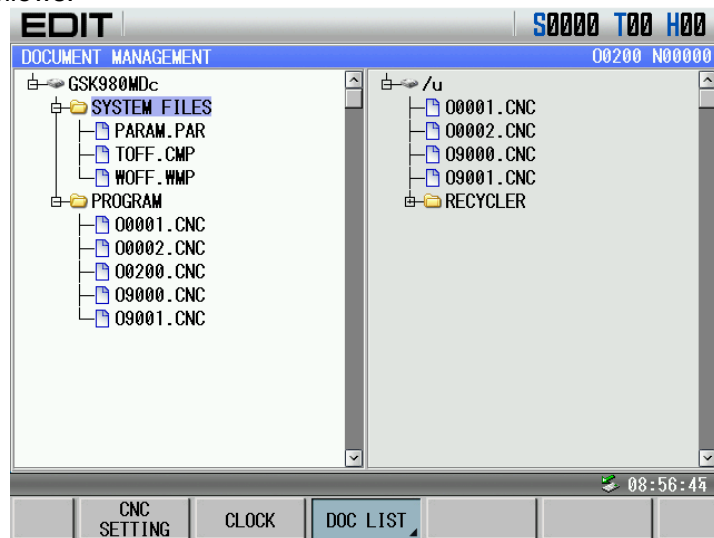 EDIT S0000 T00 H00
DOCUMENT MANAGEMENT O0200 N00000
GSK980MDc
SYSTEM FILES
PARAM.PAR
TOFF.CMP
WOFF.WMP
PROGRAM
O0001.CNC
O0002.CNC
O0200.CNC
O9000.CNC
O9001.CNC
/u
O0001.CNC
O0002.CNC
O9000.CNC
O9001.CNC
RECYCLER
08:56:45
CNC SETTING
CLOCK
DOC LIST